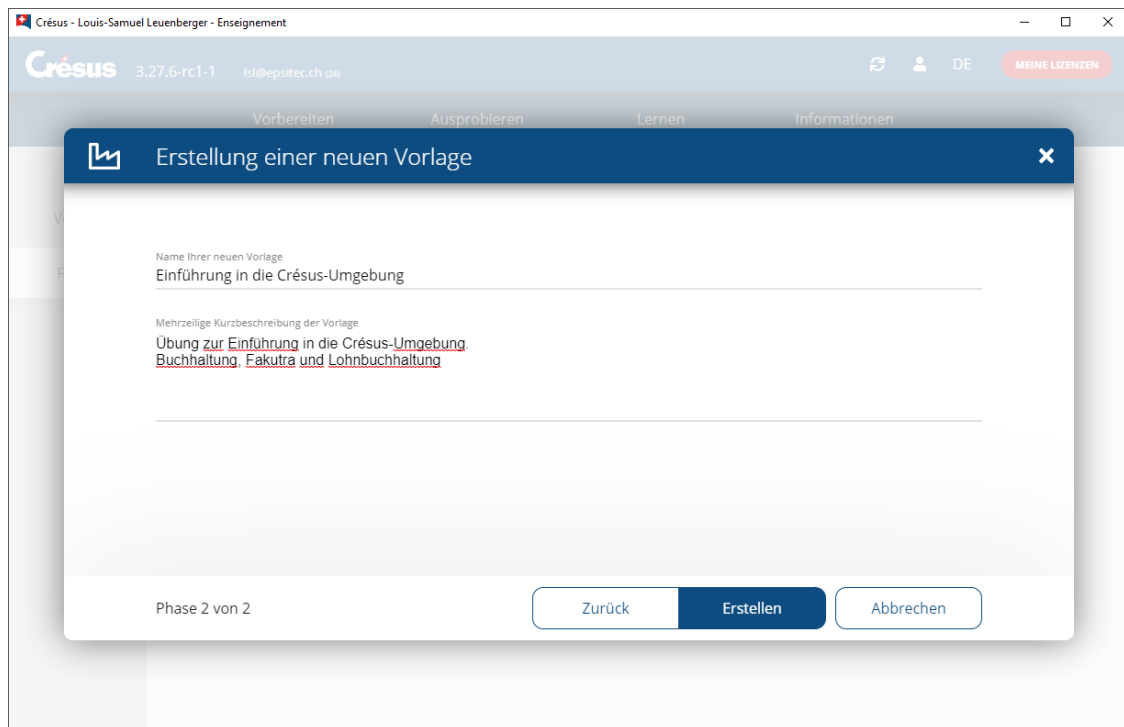 Crésus - Louis-Samuel Leuenberger - Enseignement
Crésus 3.27.6-rc1-1 lsl@epsitec.ch (24) DE MEINE LIZENZEN
Vorbereiten Ausprobieren Lernen Informationen
Erstellung einer neuen Vorlage
Name Ihrer neuen Vorlage
Einführung in die Crésus-Umgebung
Mehrzeilige Kurzbeschreibung der Vorlage
Übung zur Einführung in die Crésus-Umgebung.
Buchhaltung, Fakutra und Lohnbuchhaltung
Phase 2 von 2 Zurück Erstellen Abbrechen